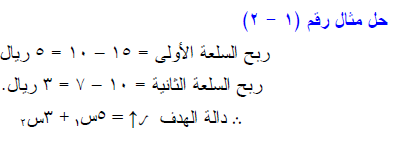 حل مثال رقم (١ – ٢)
ربح السلعة الأولى = ١٥ – ١٠ = ٥ ريال
ربح السلعة الثانية = ١٠ – ٧ = ٣ ريال.
∴ دالة الهدف ر↑ = ٥س١ + ٣س٢